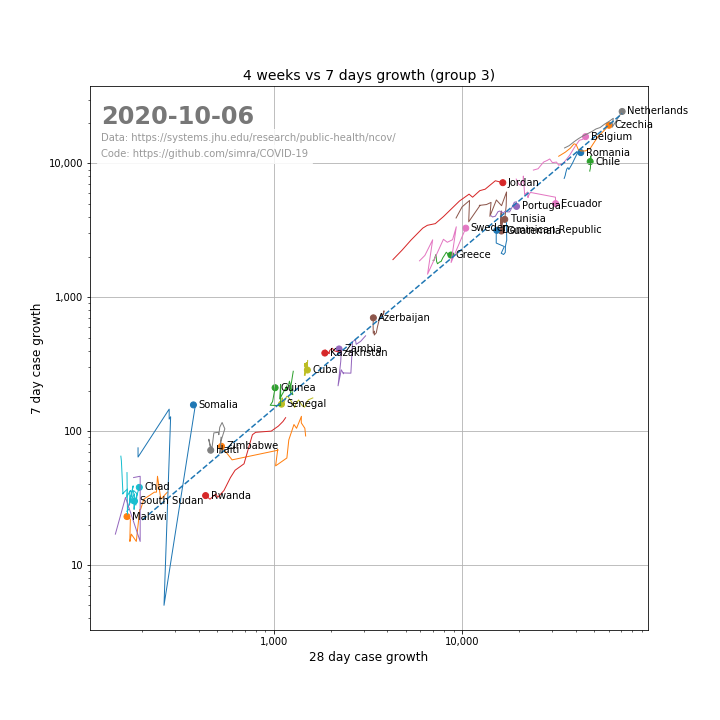 4 weeks vs 7 days growth (group 3)
2020-10-06
Data: https://systems.jhu.edu/research/public-health/ncov/
Code: https://github.com/simra/COVID-19
Netherlands
Czechia
Belgium
Romania
Chile
Jordan
Ecuador
Portugal
Tunisia
Sweden
Dominican Republic
Guatemala
Greece
Azerbaijan
Zambia
Kazakhstan
Cuba
Guinea
Senegal
Somalia
Zimbabwe
Haiti
Chad
Rwanda
South Sudan
Malawi
10,000
1,000
100
10
7 day case growth
1,000
10,000
28 day case growth